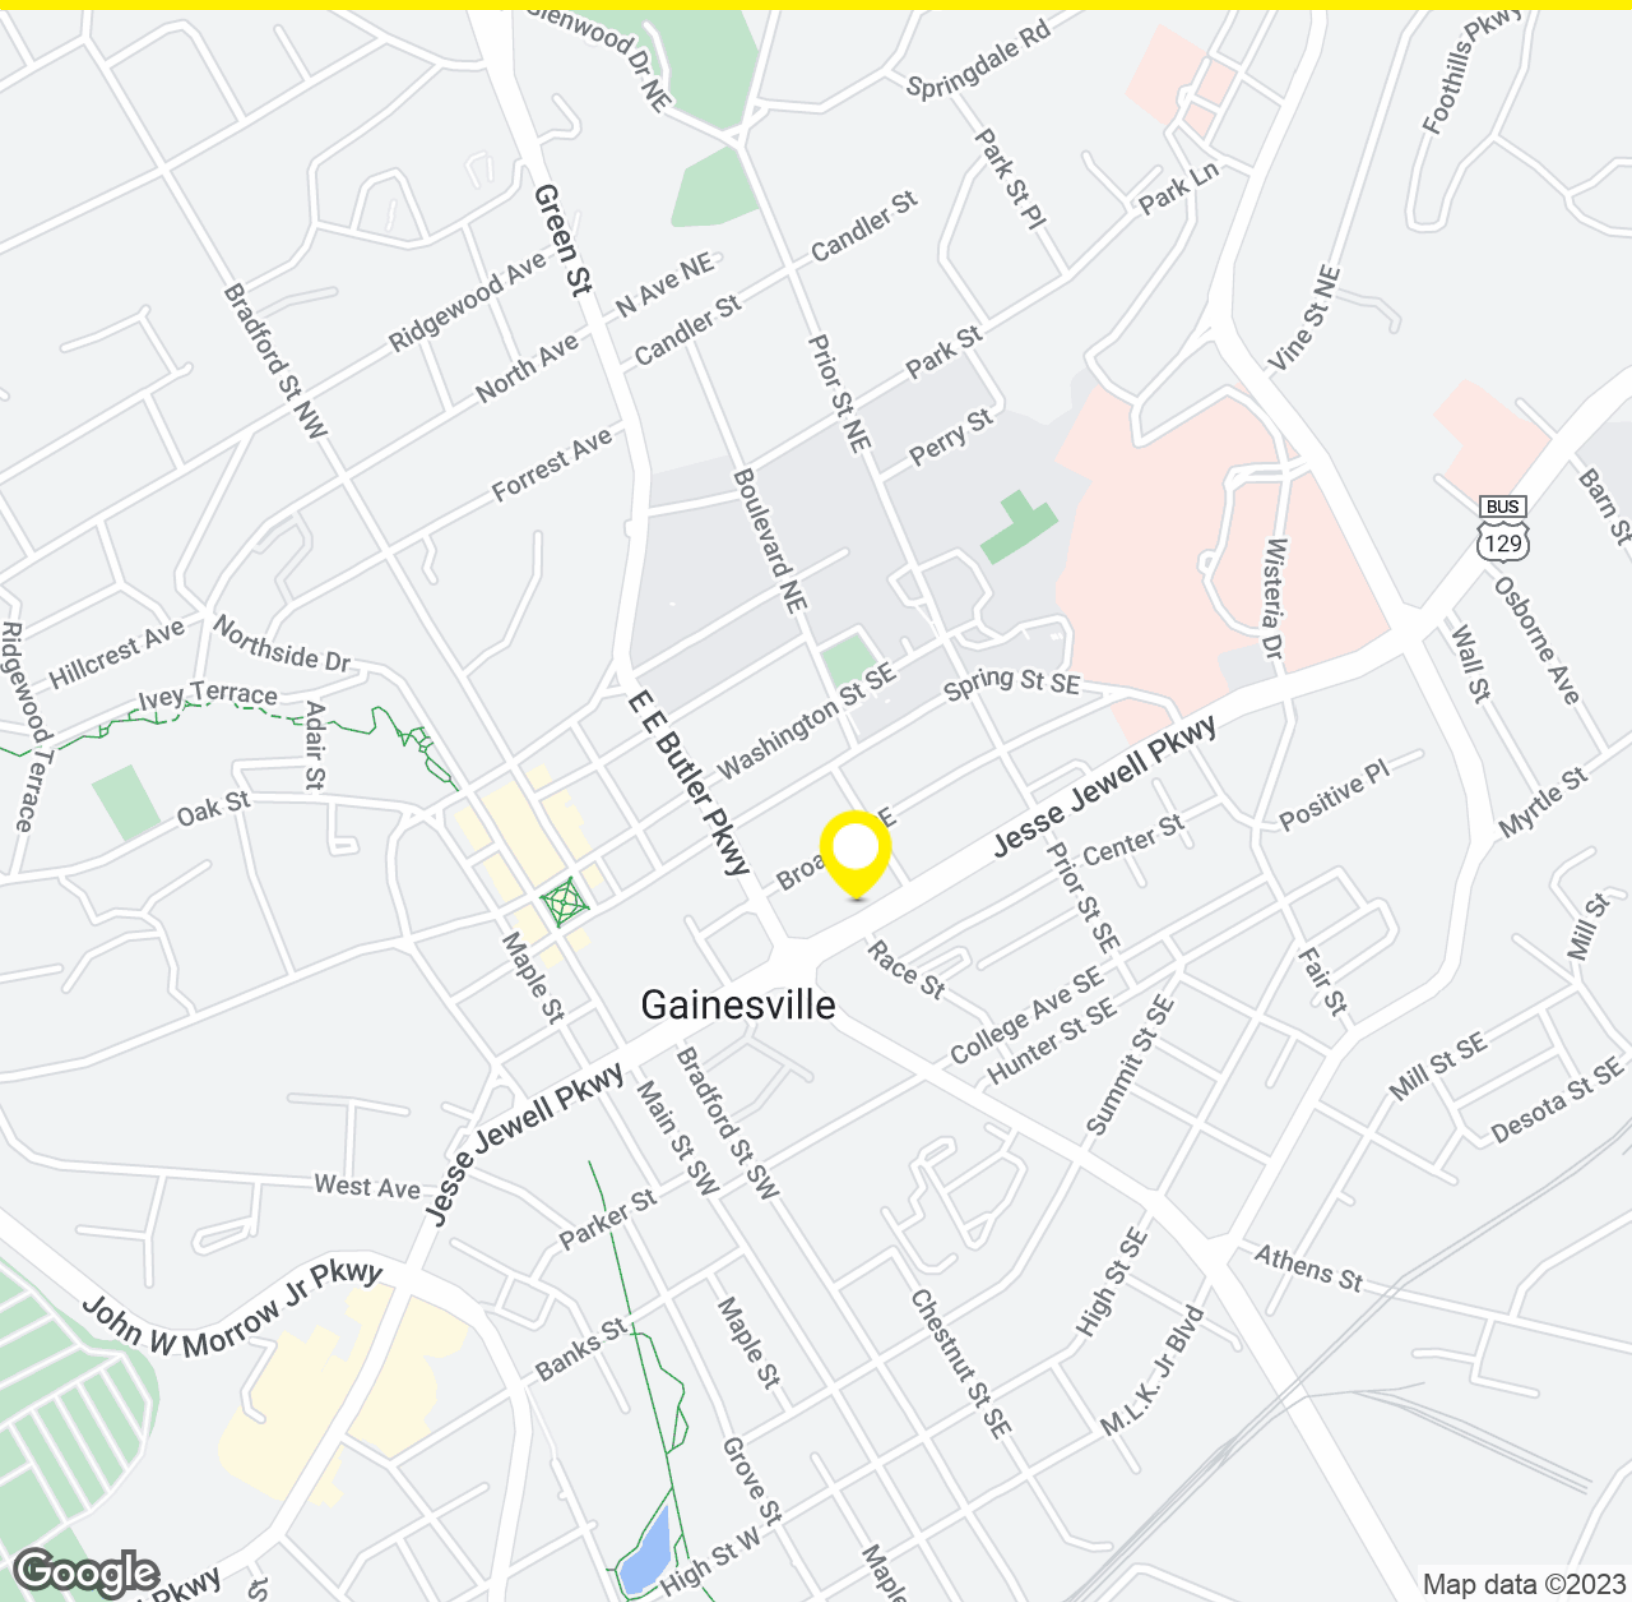 Glenwood Dr NE
Springdale Rd
Foothills Pkwy
Park St Pl
Park Ln
Green St
Candler St
Ridgewood Ave
N Ave NE
Bradford St NW
Candler St
Vine St NE
North Ave
Prior St NE
Park St
Forrest Ave
Perry St
Boulevard NE
BUS
129
Barn St
Wisteria Dr
Osborne Ave
Wall St
Ridgewood Terrace
Hillcrest Ave
Northside Dr
Ivey Terrace
Adair St
Washington St SE
Spring St SE
E E Butler Pkwy
Jesse Jewell Pkwy
Oak St
Positive Pl
Myrtle St
Center St
Prior St SE
Mill St
Maple St
Race St
Fair St
Gainesville
College Ave SE
Hunter St SE
Summit St SE
Mill St SE
Desota St SE
Jesse Jewell Pkwy
Bradford St SW
Main St SW
West Ave
Parker St
High St SE
Athens St
John W Morrow Jr Pkwy
Maple St
Chestnut St SE
M.L.K. Jr Blvd
Banks St
Grove St
High St W
Maple
Google
Pkwy
Map data ©2023